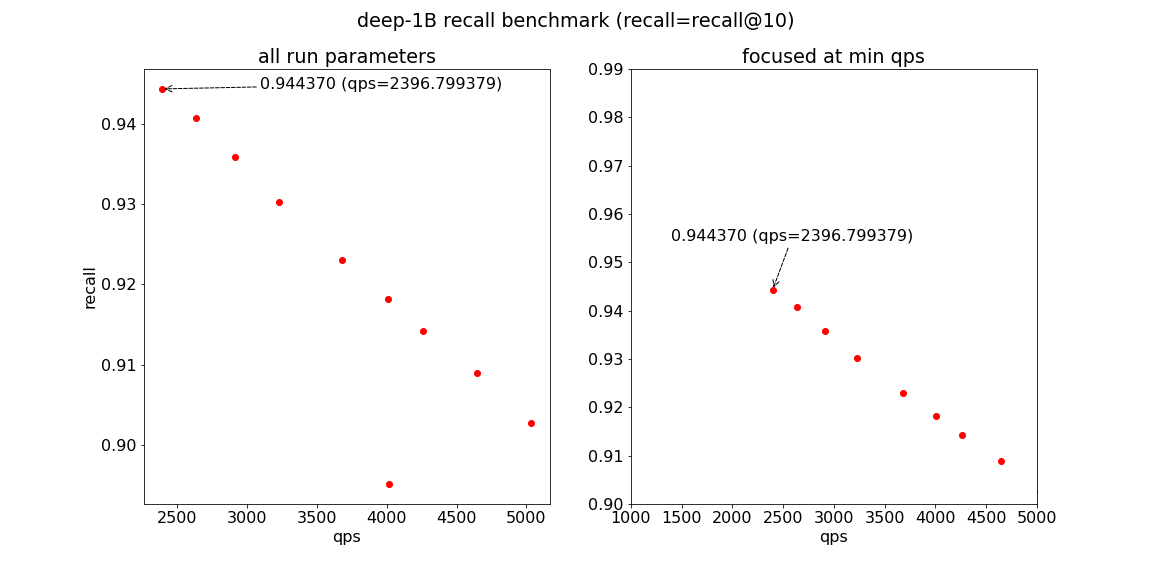 deep-1B recall benchmark (recall=recall@10)
all run parameters
0.944370 (qps=2396.799379)
0.94
0.93
0.92
0.91
0.90
recall
2500 3000 3500 4000 4500 5000
qps
focused at min qps
0.99
0.98
0.97
0.96
0.944370 (qps=2396.799379)
0.95
0.94
0.93
0.92
0.91
0.90
1000 1500 2000 2500 3000 3500 4000 4500 5000
qps